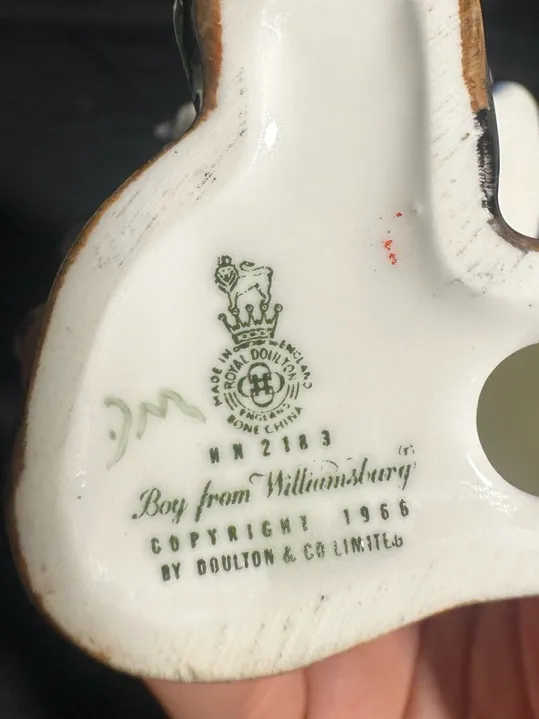 MADE IN ENGLAND
ROYAL DOULTON
ENGLAND
BONE CHINA
HN 2183
Boy from Williamsburg
COPYRIGHT 1966
BY DOULTON & CO LIMITED